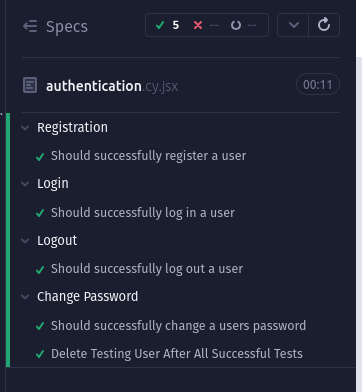 Specs
5 -- --
authentication.cy.jsx
00:11
Registration
Should successfully register a user
Login
Should successfully log in a user
Logout
Should successfully log out a user
Change Password
Should successfully change a users password
Delete Testing User After All Successful Tests